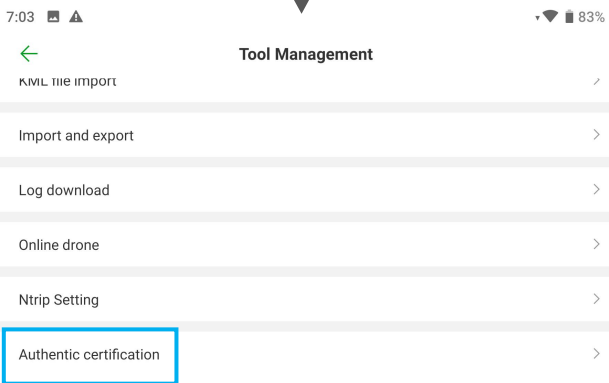 7:03
83%
Tool Management
KML file import
Import and export
Log download
Online drone
Ntrip Setting
Authentic certification